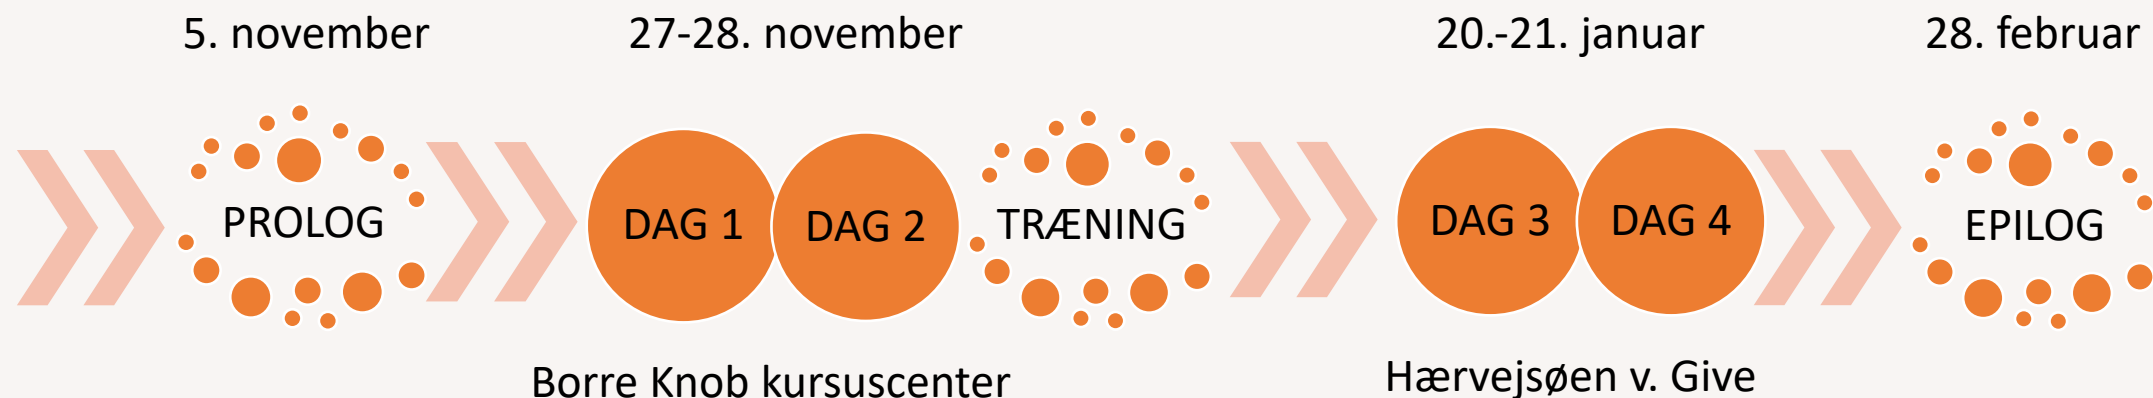 5. november
27-28. november
20.-21. januar
28. februar
PROLOG
DAG 1
DAG 2
TRÆNING
DAG 3
DAG 4
EPILOG
Borre Knob kursuscenter
Hærvejsøen v. Give